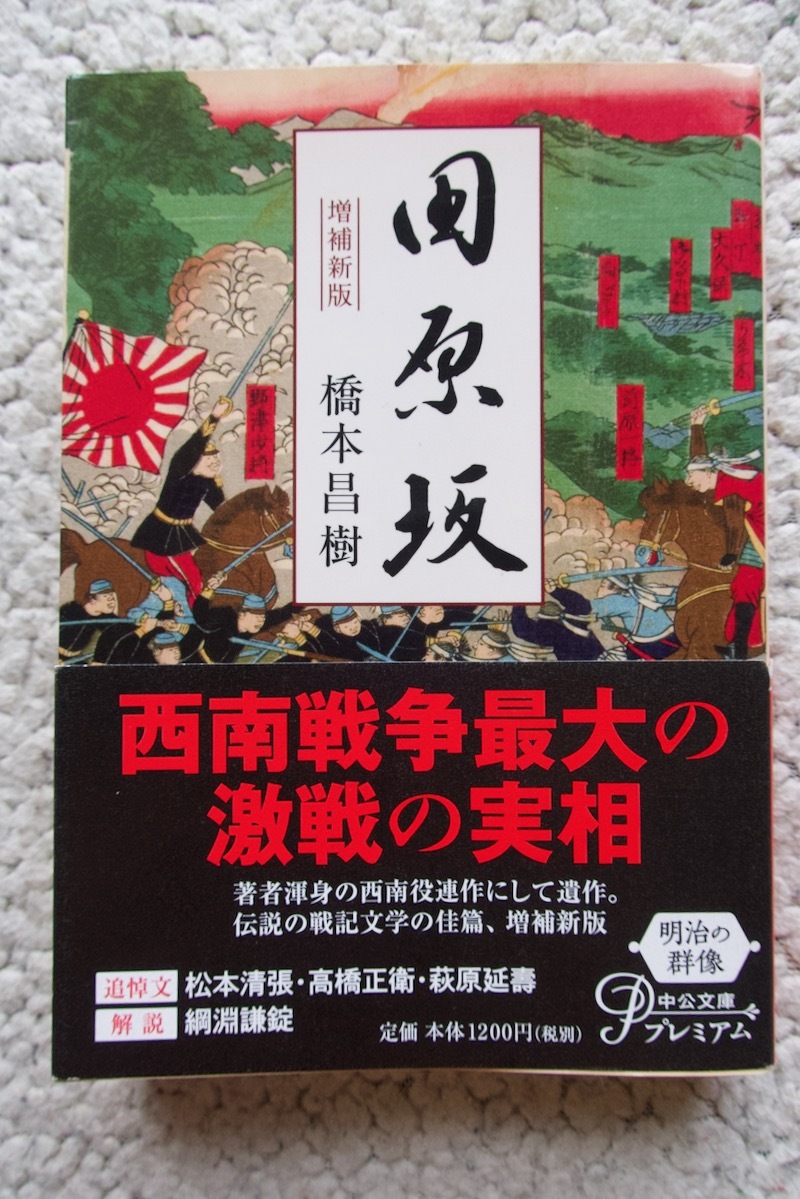 田原坂
増補新版
橋本昌樹
野津少将
西南戦争最大の
激戦の実相
著者渾身の西南役連作にして遺作。
伝説の戦記文学の佳篇、増補新版
明治の
群像
追悼文 松本清張・高橋正衛・萩原延壽
解説 綱淵謙錠
定価 本体1200円(税別)
中公文庫
プレミアム